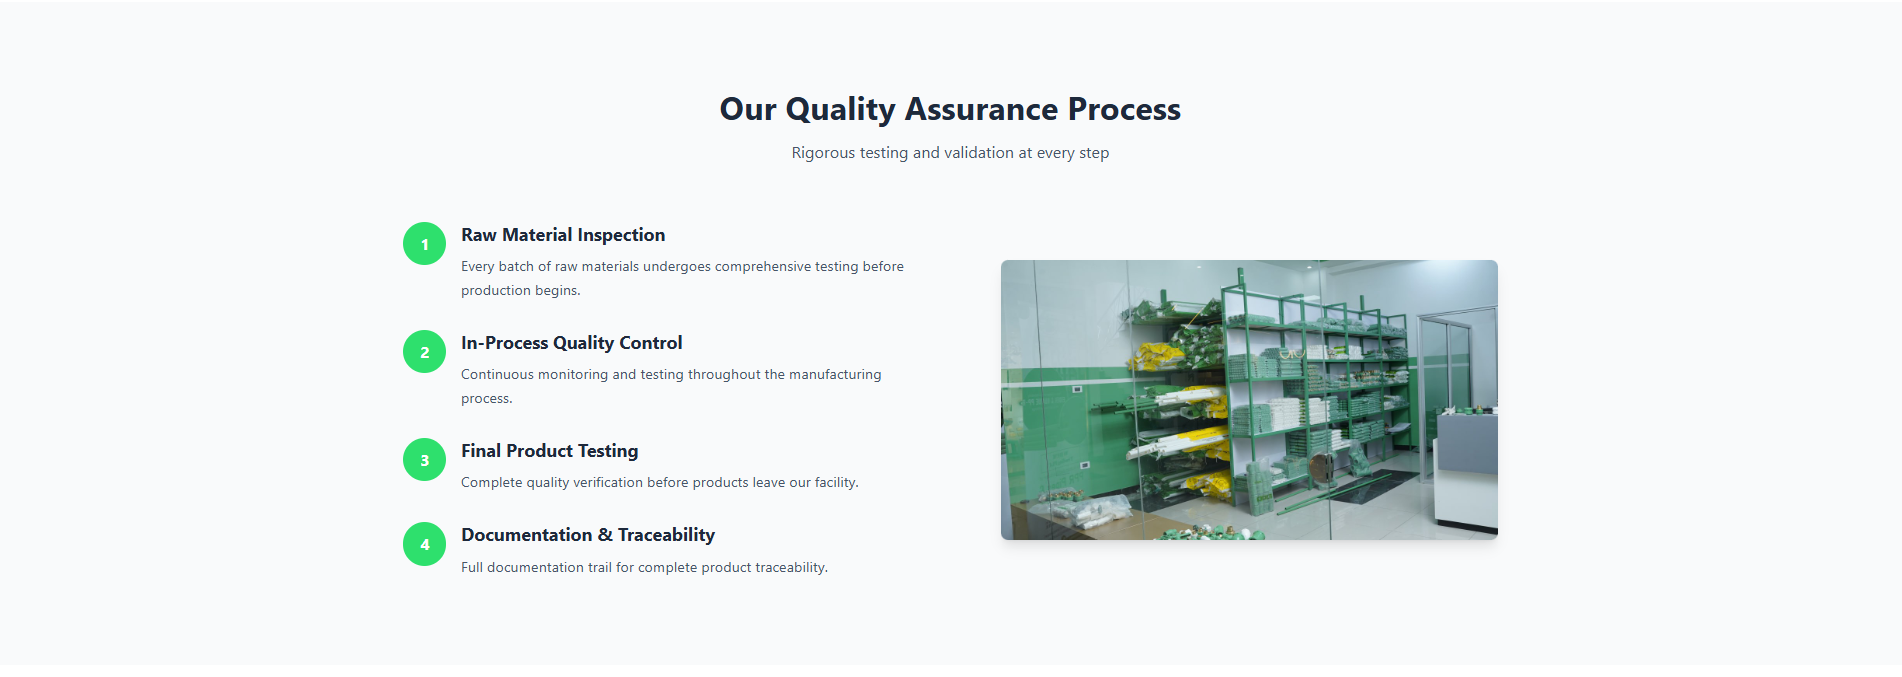 Our Quality Assurance Process
Rigorous testing and validation at every step
1
Raw Material Inspection
Every batch of raw materials undergoes comprehensive testing before
production begins.
2
In-Process Quality Control
Continuous monitoring and testing throughout the manufacturing
process.
3
Final Product Testing
Complete quality verification before products leave our facility.
4
Documentation & Traceability
Full documentation trail for complete product traceability.